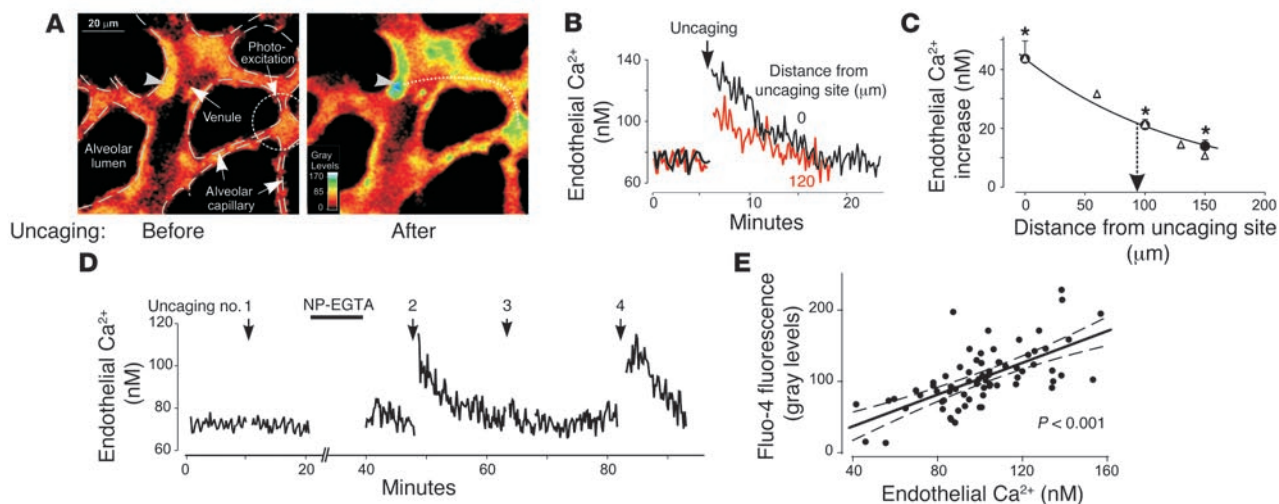 A
20 µm
Photo-
excitation
Venule
Alveolar
lumen
Alveolar
capillary
Gray
Levels
170
85
0
Uncaging: Before After
B
Uncaging
Endothelial Ca²⁺
(nM)
140
100
60
Distance from
uncaging site (µm)
0
120
0 10 20
Minutes
C
Endothelial Ca²⁺
increase (nM)
60
40
20
0
* * *
0 50 100 150 200
Distance from uncaging site
(µm)
D
Uncaging no. 1 NP-EGTA 2 3 4
Endothelial Ca²⁺
(nM)
120
100
80
60
0 20 40 60 80
Minutes
E
Fluo-4 fluorescence
(gray levels)
200
100
0
P < 0.001
40 80 120 160
Endothelial Ca²⁺ (nM)